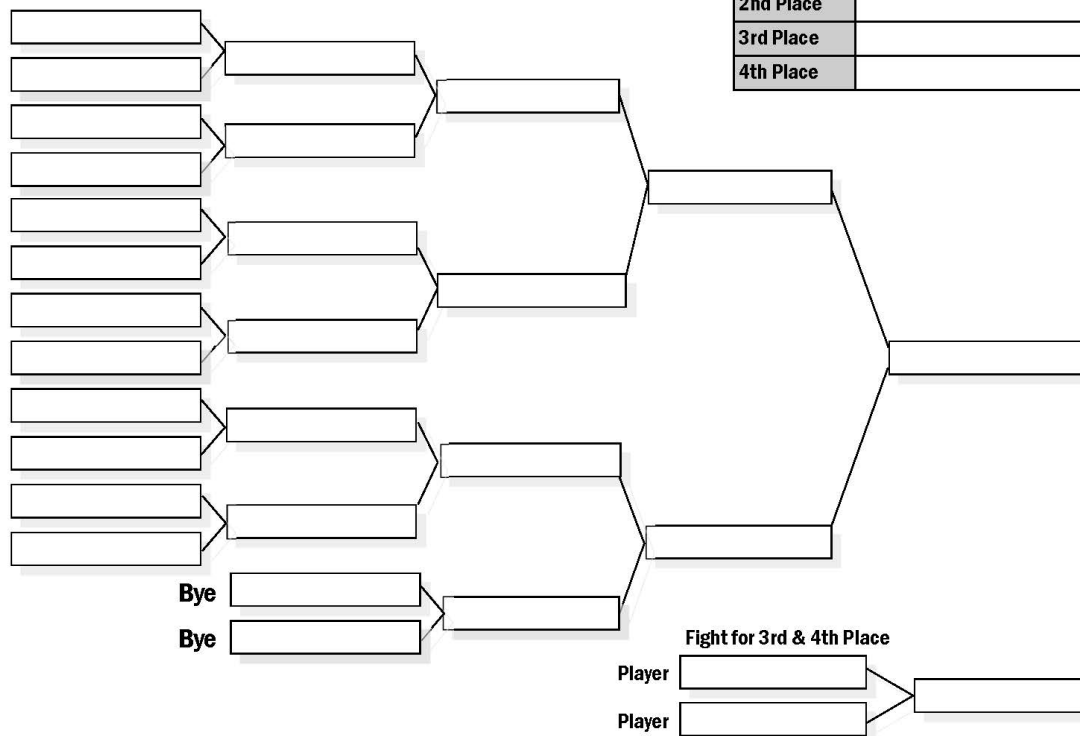 2nd Place
3rd Place
4th Place
Bye
Bye
Fight for 3rd & 4th Place
Player
Player